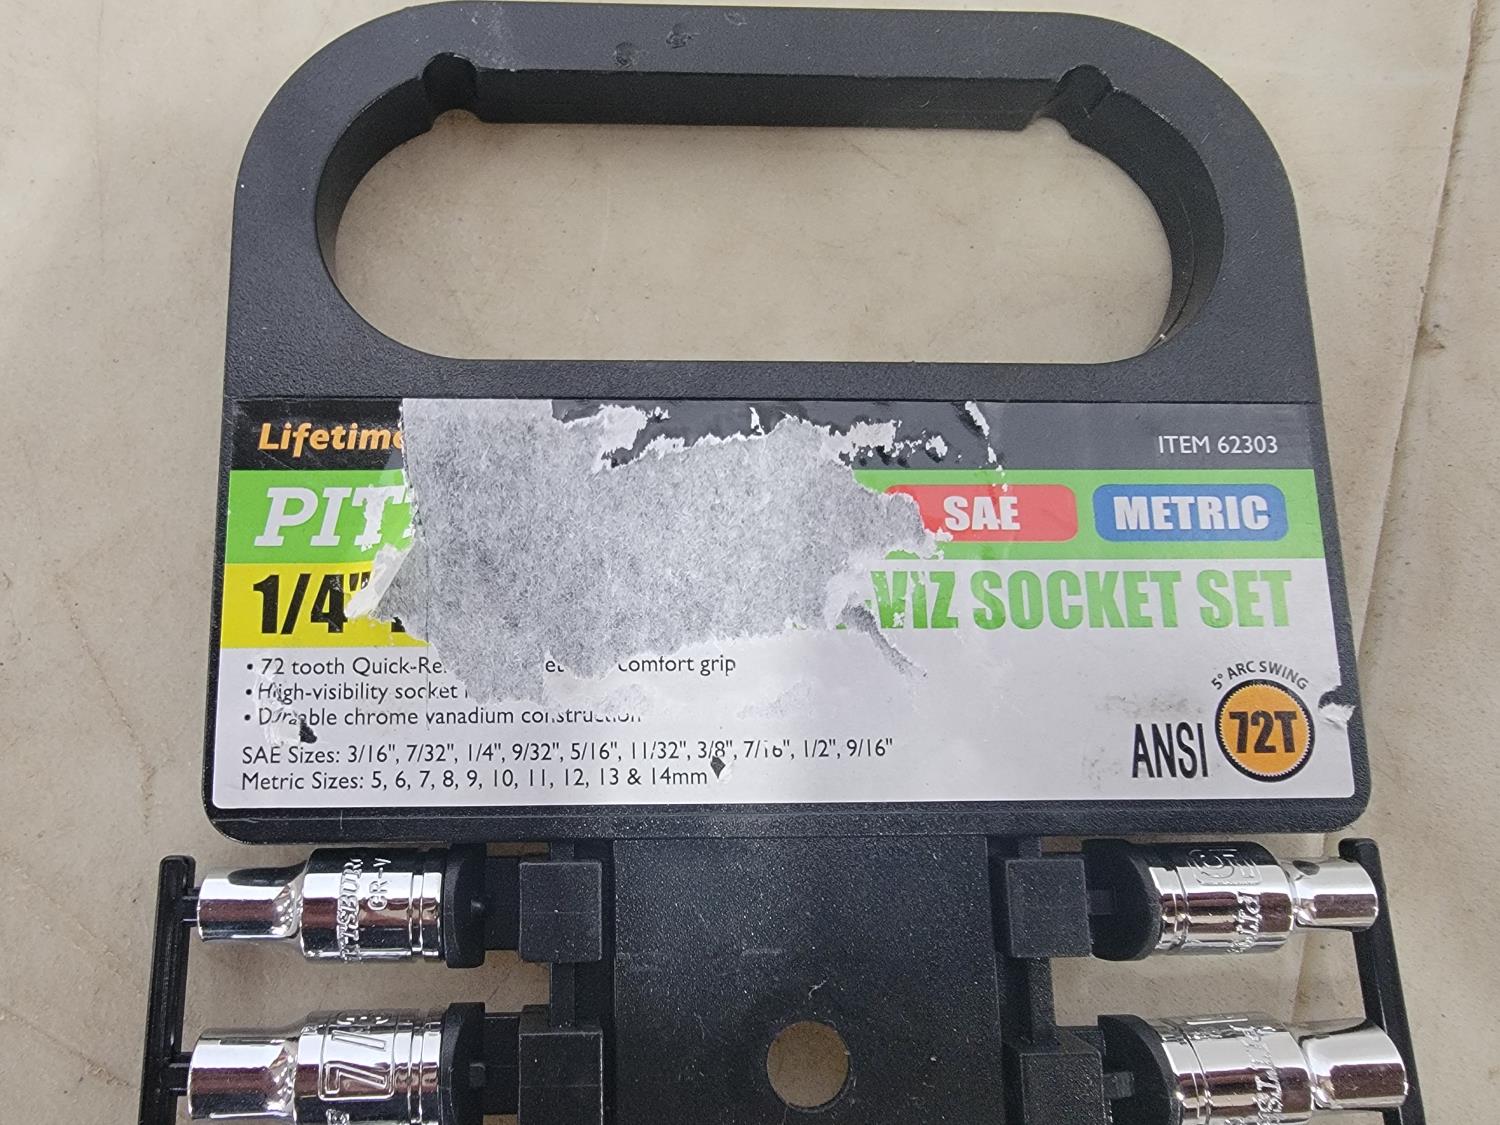 Lifetime
ITEM 62303
PITT
SAE
METRIC
1/4"
-VIZ SOCKET SET
• 72 tooth Quick-Re comfort grip
• High-visibility socket
• Durable chrome vanadium construction
SAE Sizes: 3/16", 7/32", 1/4", 9/32", 5/16", 11/32", 3/8", 7/16", 1/2", 9/16"
Metric Sizes: 5, 6, 7, 8, 9, 10, 11, 12, 13 & 14mm
5° ARC SWING
72T
ANSI
CR-V